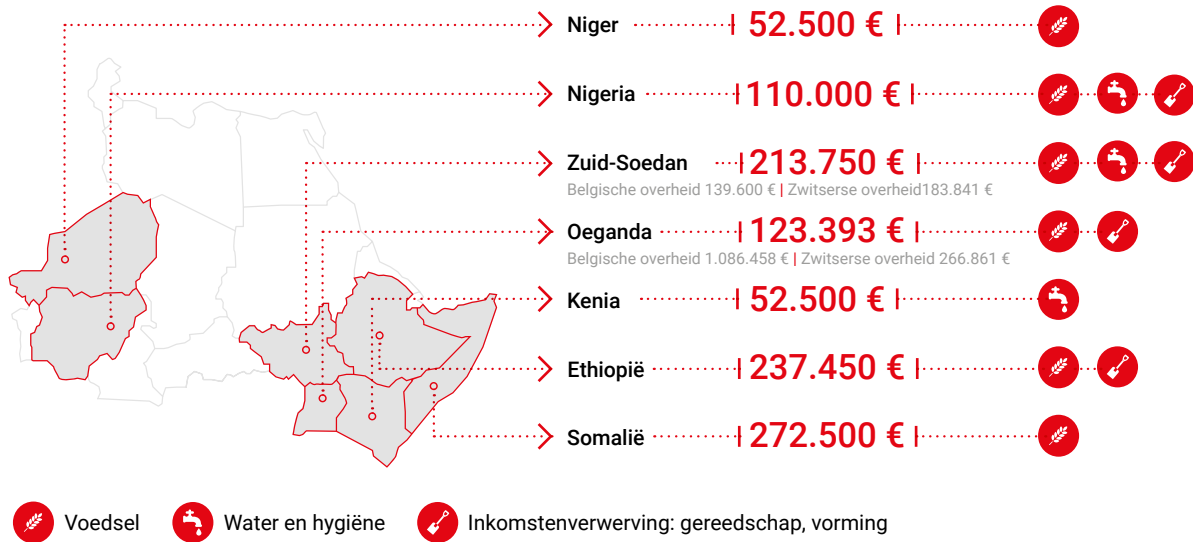 Niger 52.500 €
Nigeria 110.000 €
Zuid-Soedan 213.750 €
Belgische overheid 139.600 € | Zwitserse overheid183.841 €
Oeganda 123.393 €
Belgische overheid 1.086.458 € | Zwitserse overheid 266.861 €
Kenia 52.500 €
Ethiopië 237.450 €
Somalië 272.500 €
Voedsel Water en hygiëne Inkomstenverwerving: gereedschap, vorming